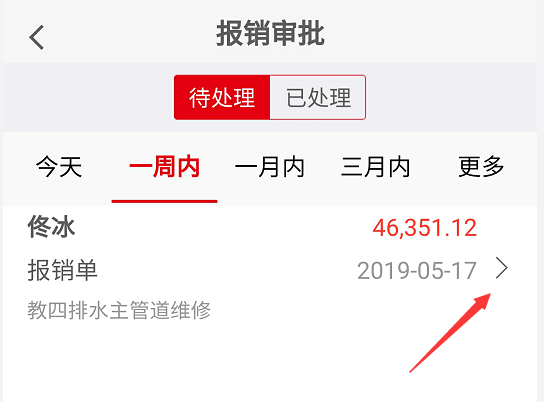 报销审批
待处理 已处理
今天 一周内 一月内 三月内 更多
佟冰 46,351.12
报销单 2019-05-17
教四排水主管道维修